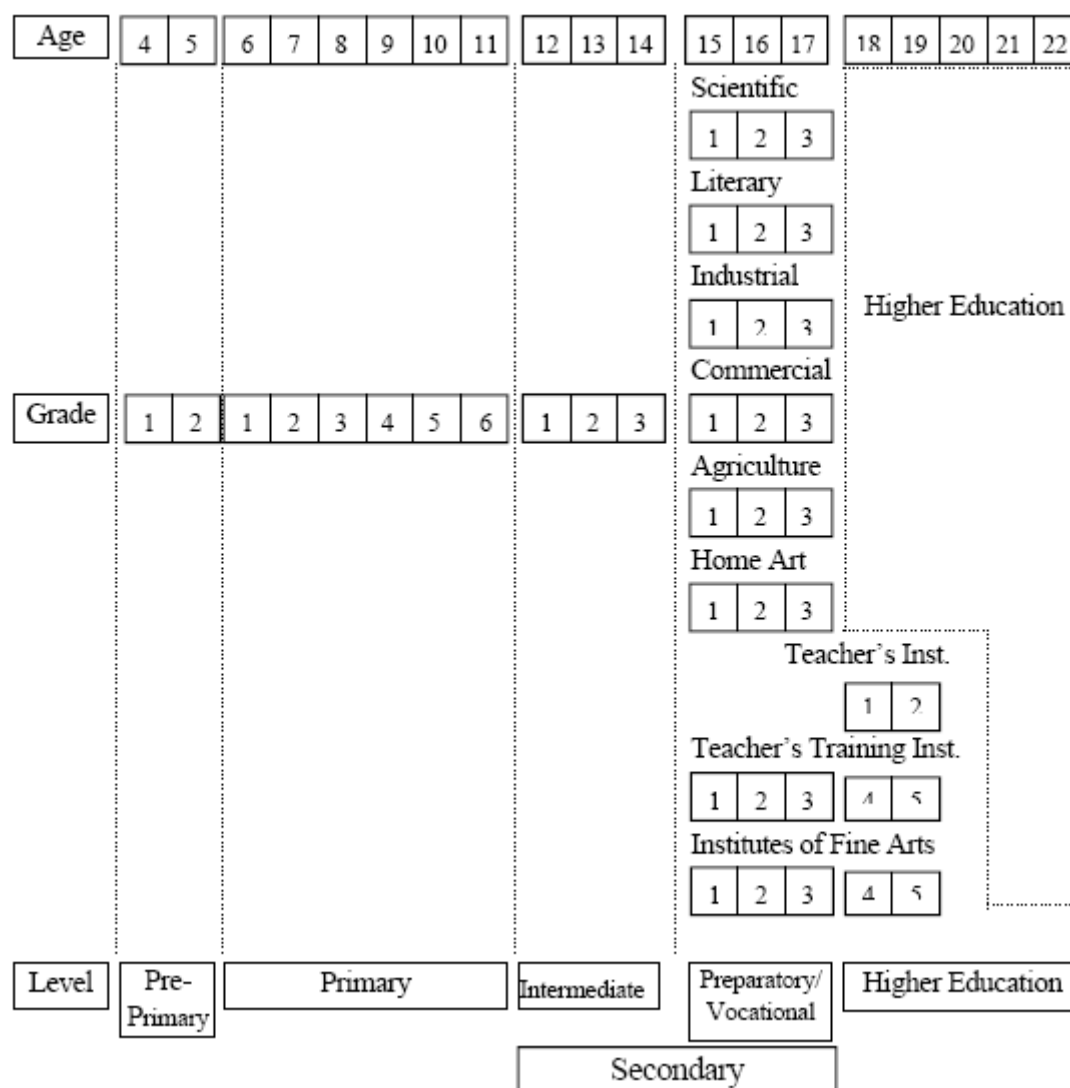 Age 4 5 6 7 8 9 10 11 12 13 14 15 16 17 18 19 20 21 22
Scientific
1 2 3
Literary
1 2 3
Industrial
1 2 3
Higher Education
Commercial
Grade 1 2 1 2 3 4 5 6 1 2 3 1 2 3
Agriculture
1 2 3
Home Art
1 2 3
Teacher’s Inst.
1 2
Teacher’s Training Inst.
1 2 3 4 5
Institutes of Fine Arts
1 2 3 4 5
Level Pre- Primary Intermediate Preparatory/ Higher Education
Primary Vocational
Secondary